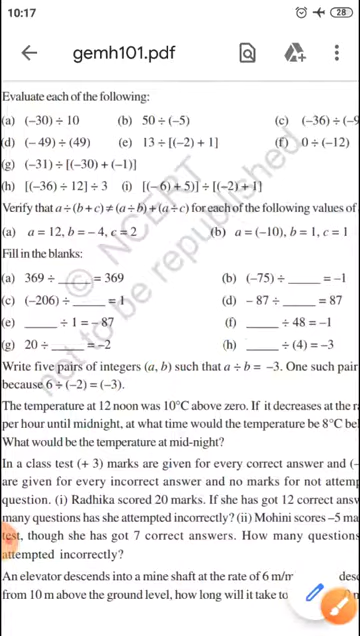 10:17
28
gemh101.pdf
Evaluate each of the following:
(a) (–30) ÷ 10 (b) 50 ÷ (–5) (c) (–36) ÷ (–9
(d) (– 49) ÷ (49) (e) 13 ÷ [(–2) + 1] (f) 0 ÷ (–12)
(g) (–31) ÷ [(–30) + (–1)]
(h) [(–36) ÷ 12] ÷ 3 (i) [(–6) + 5)] ÷ [(–2) + 1]
Verify that a ÷ (b + c) ≠ (a ÷ b) + (a ÷ c) for each of the following values of
(a) a = 12, b = – 4, c = 2 (b) a = (–10), b = 1, c = 1
Fill in the blanks:
(a) 369 ÷ _____ = 369 (b) (–75) ÷ _____ = –1
(c) (–206) ÷ _____ = 1 (d) – 87 ÷ _____ = 87
(e) _____ ÷ 1 = – 87 (f) _____ ÷ 48 = –1
(g) 20 ÷ _____ = –2 (h) _____ ÷ (4) = –3
Write five pairs of integers (a, b) such that a ÷ b = –3. One such pair
because 6 ÷ (–2) = (–3).
The temperature at 12 noon was 10°C above zero. If it decreases at the
per hour until midnight, at what time would the temperature be 8°C
What would be the temperature at mid-night?
In a class test (+ 3) marks are given for every correct answer and (–
are given for every incorrect answer and no marks for not
question. (i) Radhika scored 20 marks. If she has got 12 correct
many questions has she attempted incorrectly? (ii) Mohini scores –5
test, though she has got 7 correct answers. How many questions
attempted incorrectly?
An elevator descends into a mine shaft at the rate of 6
from 10 m above the ground level, how long will it take to
© NCERT
not to be republished